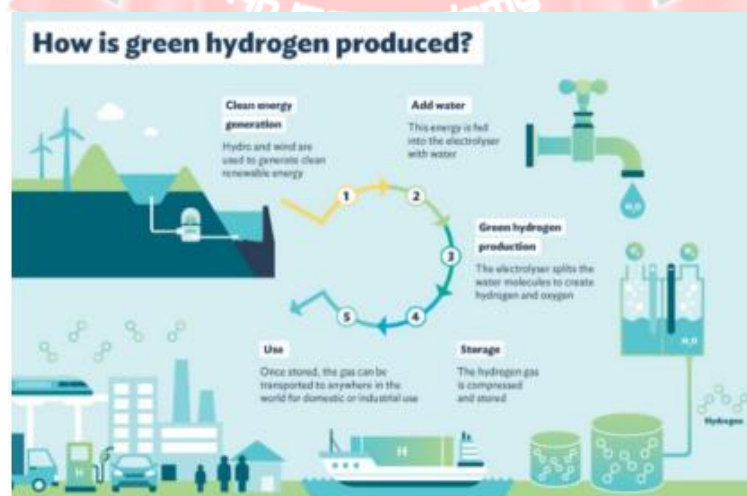 How is green hydrogen produced?
Clean energy
generation
Hydro and wind are
used to generate clean
renewable energy
Add water
This energy is fed
into the electrolyser
with water
1
2
3
4
5
H₂O
Green hydrogen
production
The electrolyser splits the
water molecules to create
hydrogen and oxygen
H₂O
Use
Once stored, the gas can be
transported to anywhere in the
world for domestic or industrial use
Storage
The hydrogen gas
is compressed
and stored
Hydrogen
H
H